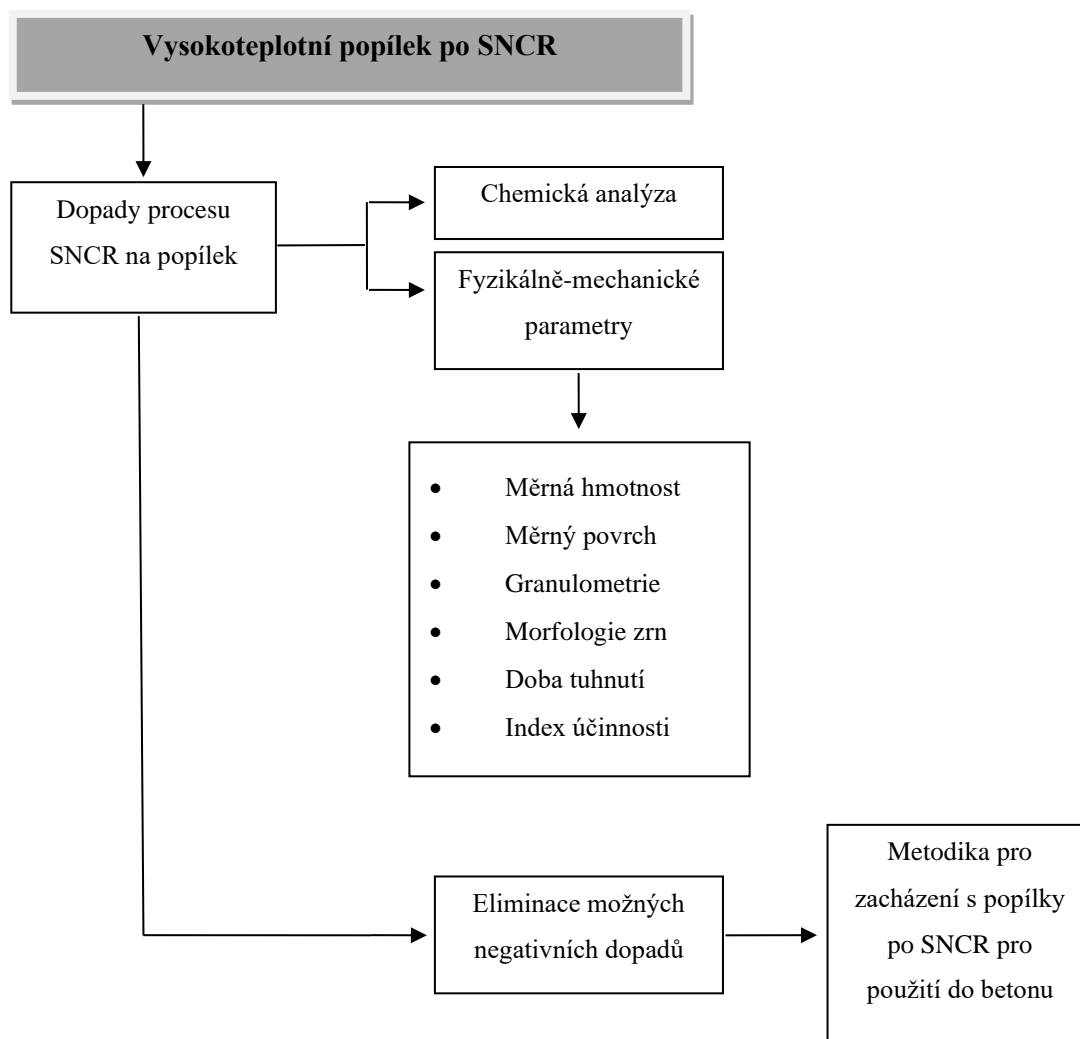 Vysokoteplotní popílek po SNCR
Dopady procesu
SNCR na popílek
Chemická analýza
Fyzikálně-mechanické
parametry
• Měrná hmotnost
• Měrný povrch
• Granulometrie
• Morfologie zrn
• Doba tuhnutí
• Index účinnosti
Eliminace možných
negativních dopadů
Metodika pro
zacházení s popílky
po SNCR pro
použití do betonu